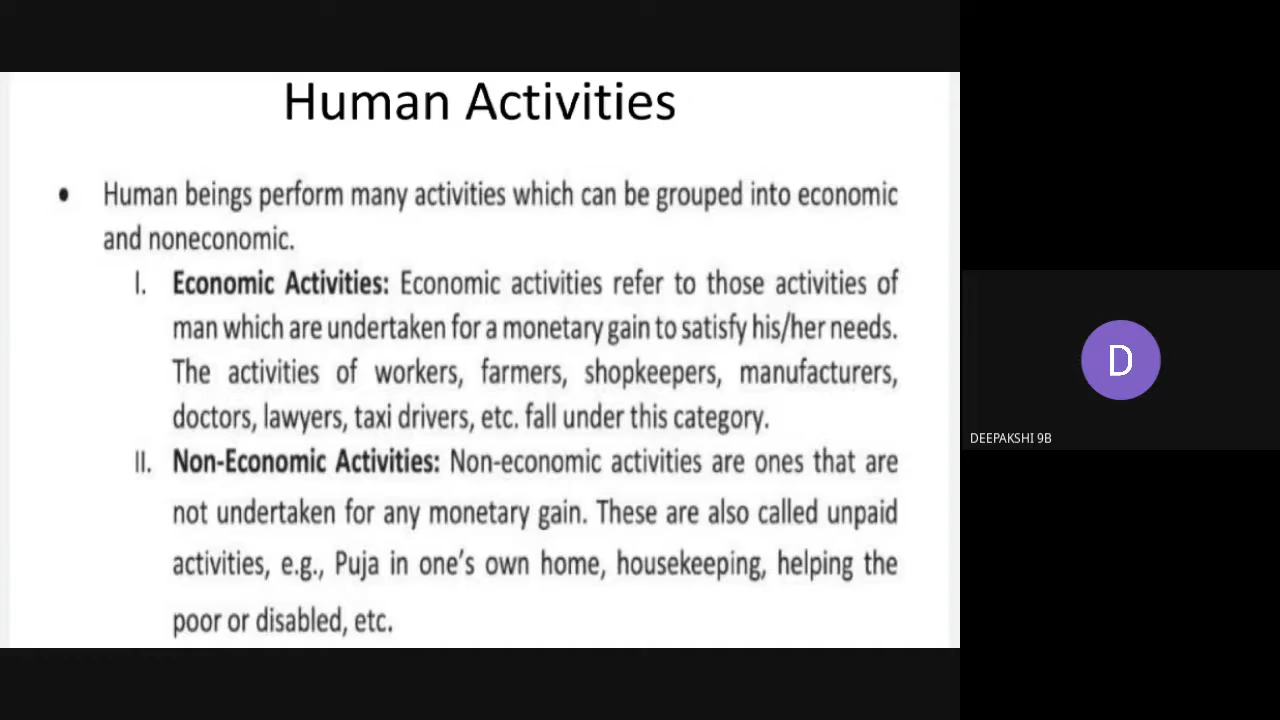 Human Activities
• Human beings perform many activities which can be grouped into economic
and noneconomic.
I. Economic Activities: Economic activities refer to those activities of
man which are undertaken for a monetary gain to satisfy his/her needs.
The activities of workers, farmers, shopkeepers, manufacturers,
doctors, lawyers, taxi drivers, etc. fall under this category.
II. Non-Economic Activities: Non-economic activities are ones that are
not undertaken for any monetary gain. These are also called unpaid
activities, e.g., Puja in one's own home, housekeeping, helping the
poor or disabled, etc.
D
DEEPAKSHI 9B